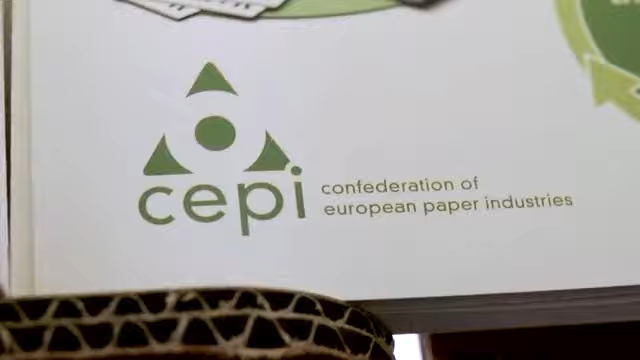 cepi
confederation of
european paper industries